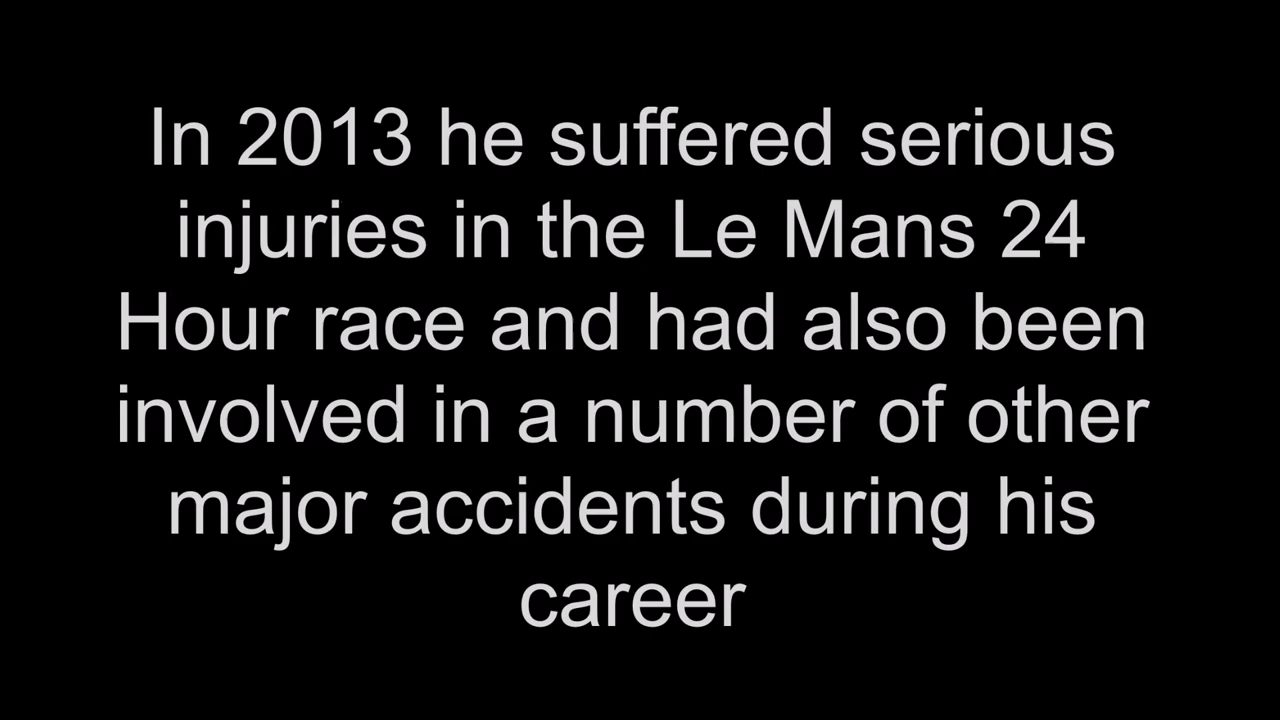 In 2013 he suffered serious
injuries in the Le Mans 24
Hour race and had also been
involved in a number of other
major accidents during his
career